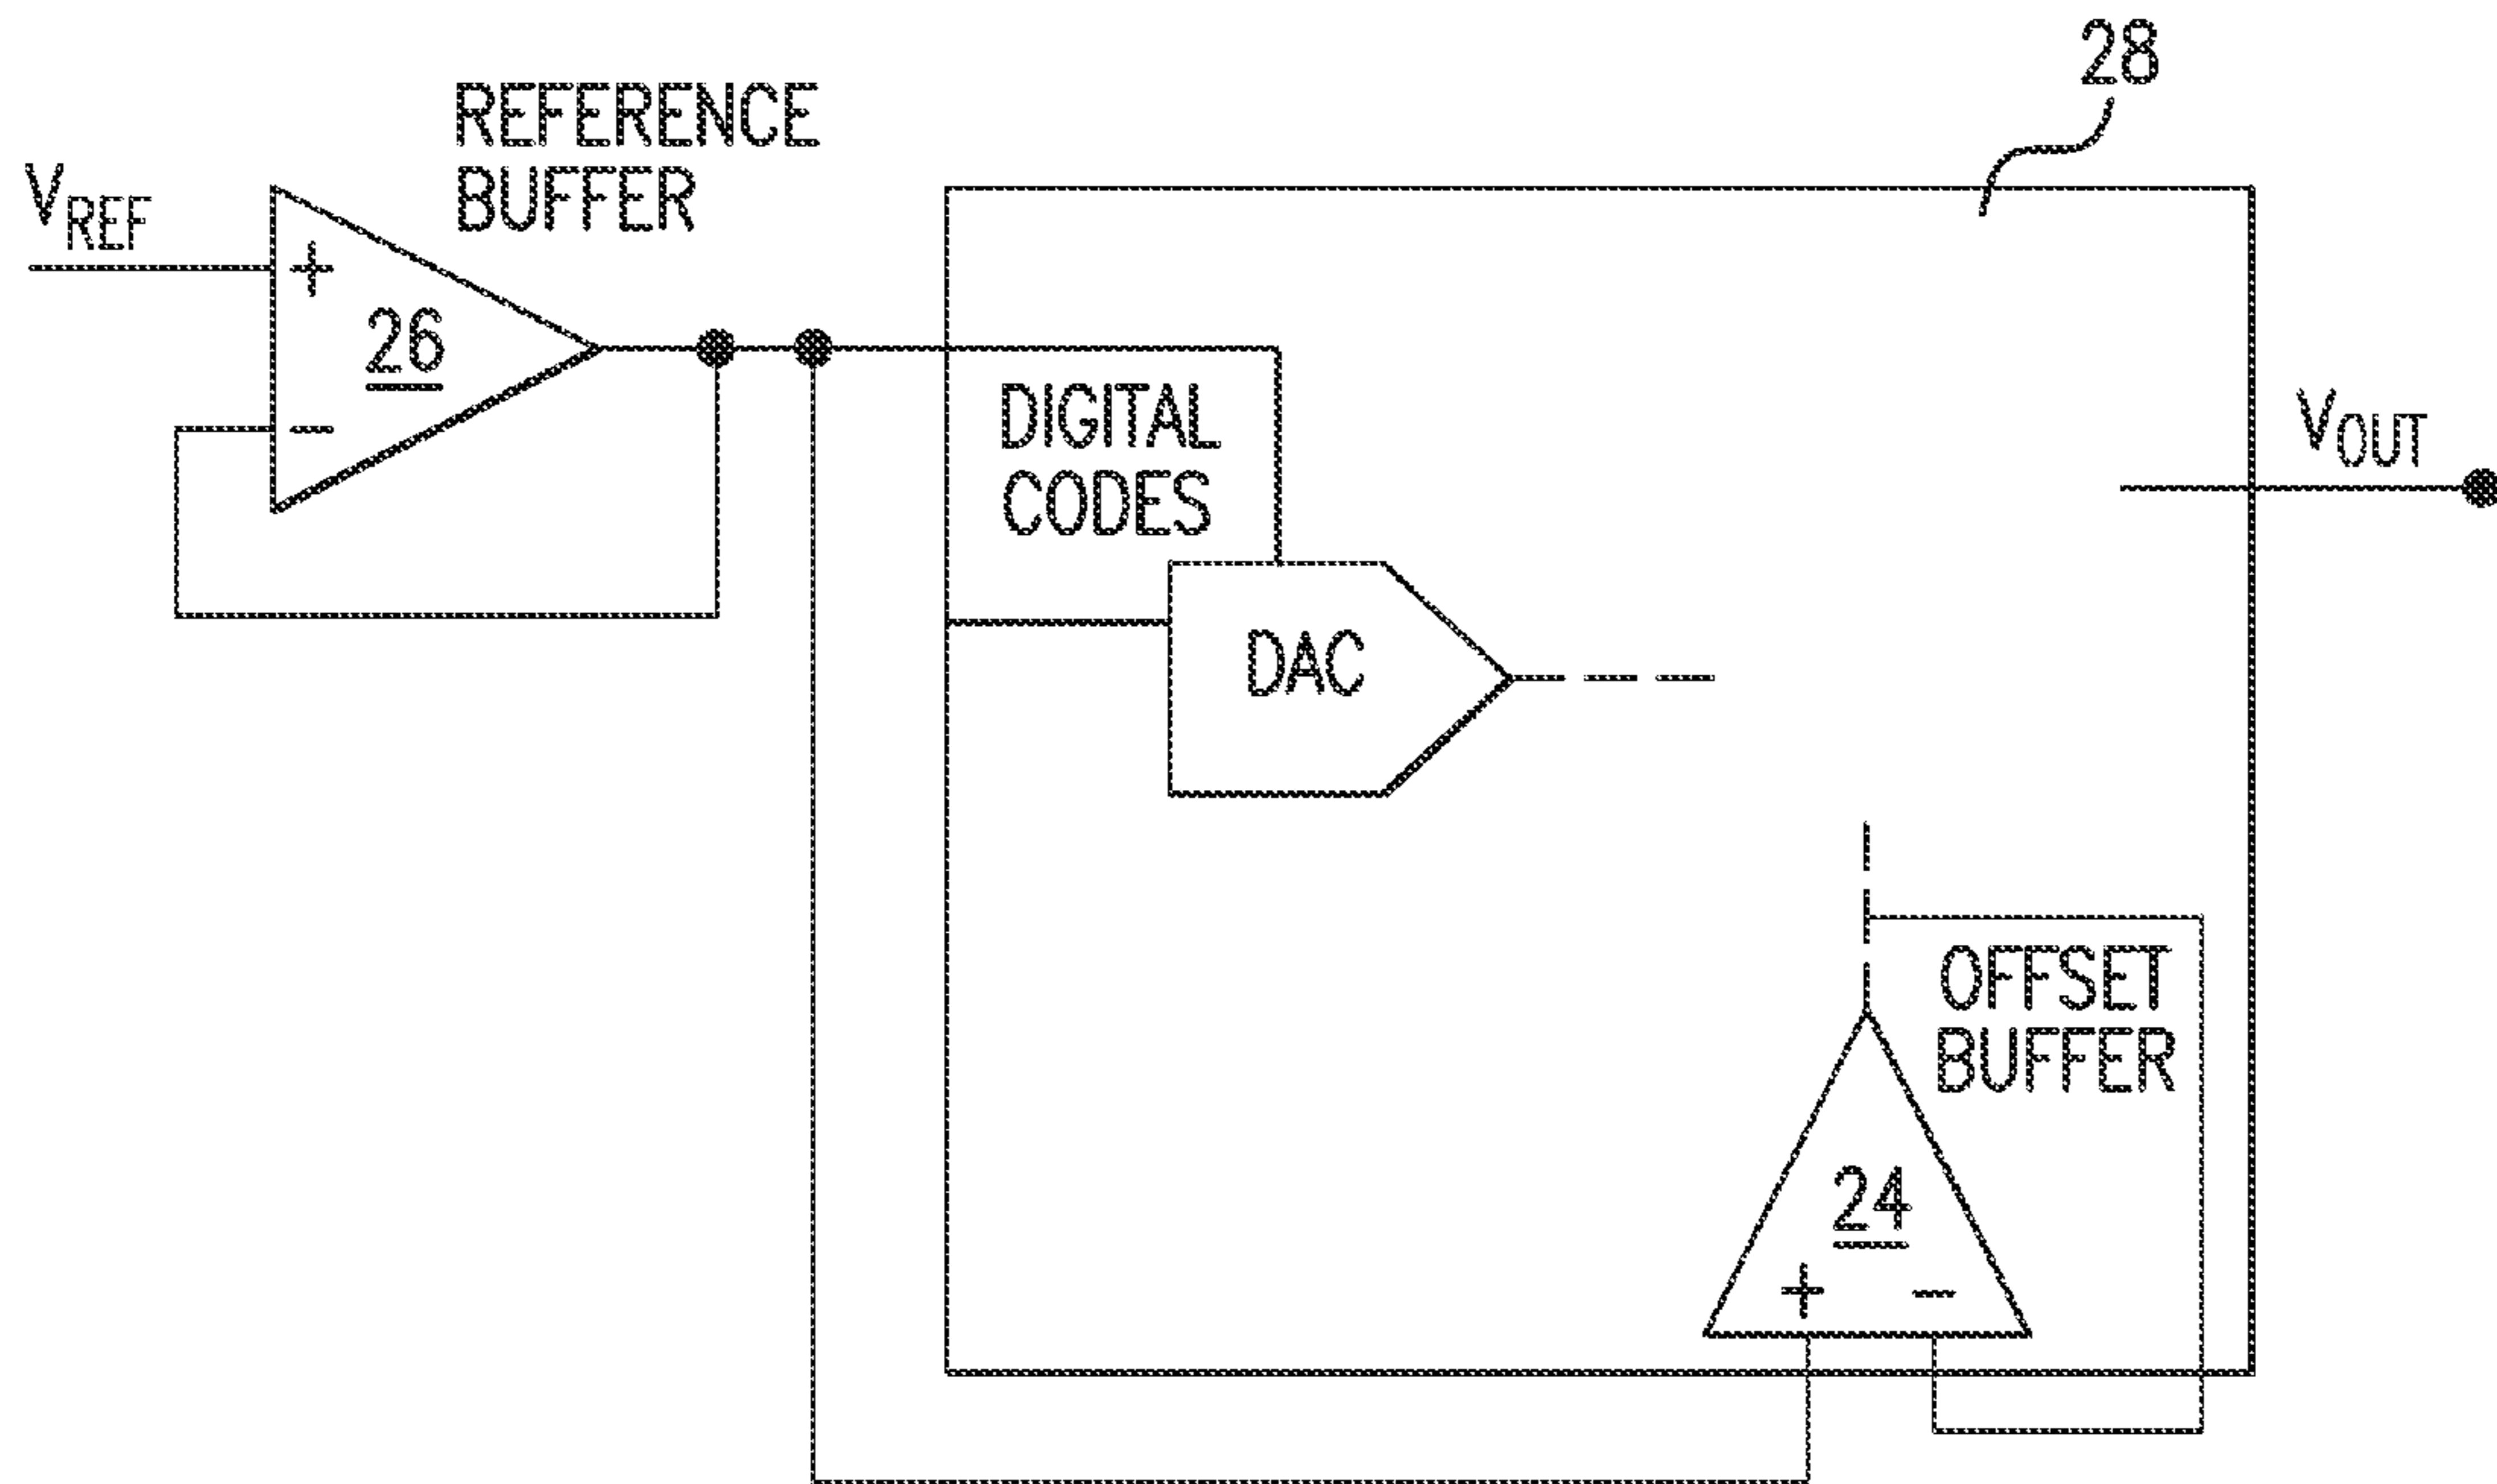 28
REFERENCE
BUFFER
VREF
+
26
−
DIGITAL
CODES
VOUT
DAC
OFFSET
BUFFER
24
+ −